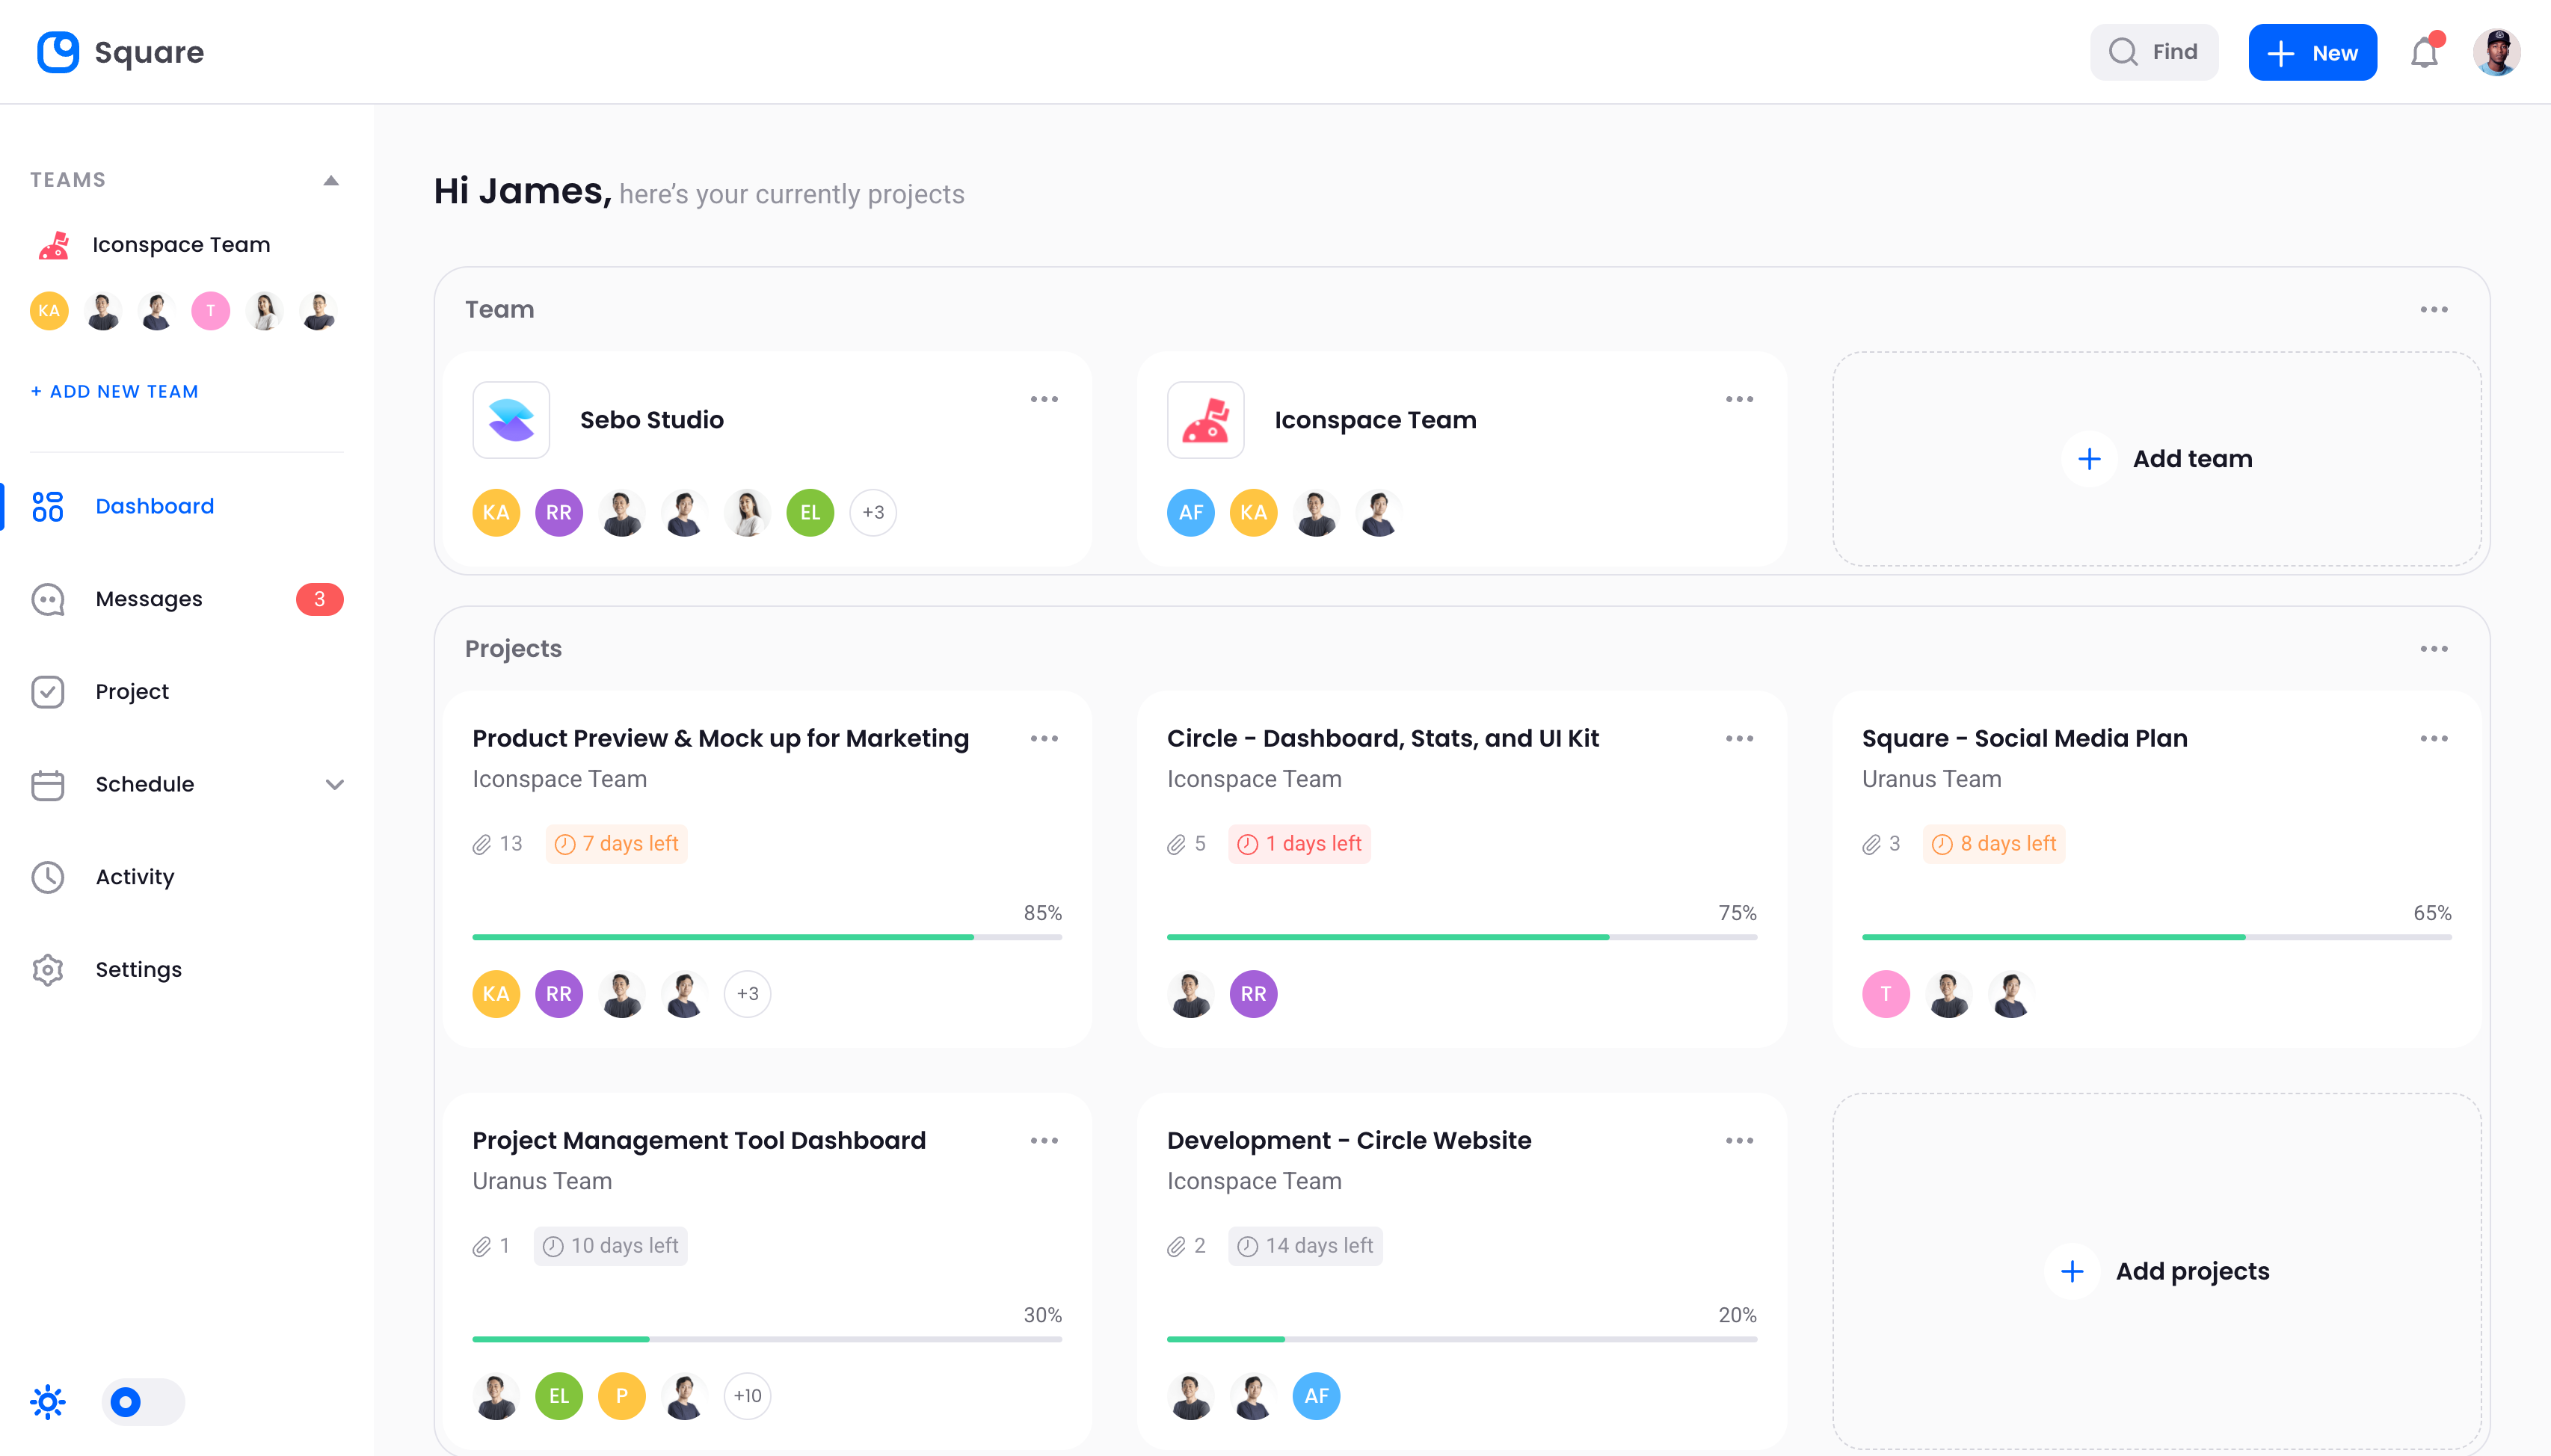 Square
Find
New
TEAMS
Iconspace Team
KA
T
+ ADD NEW TEAM
Dashboard
Messages
3
Project
Schedule
Activity
Settings
Hi James, here's your currently projects
Team
Sebo Studio
KA RR EL +3
Iconspace Team
AF KA
Add team
Projects
Product Preview & Mock up for Marketing
Iconspace Team
13 7 days left
85%
KA RR +3
Circle - Dashboard, Stats, and UI Kit
Iconspace Team
5 1 days left
75%
RR
Square - Social Media Plan
Uranus Team
3 8 days left
65%
T
Project Management Tool Dashboard
Uranus Team
1 10 days left
30%
EL P +10
Development - Circle Website
Iconspace Team
2 14 days left
20%
AF
Add projects